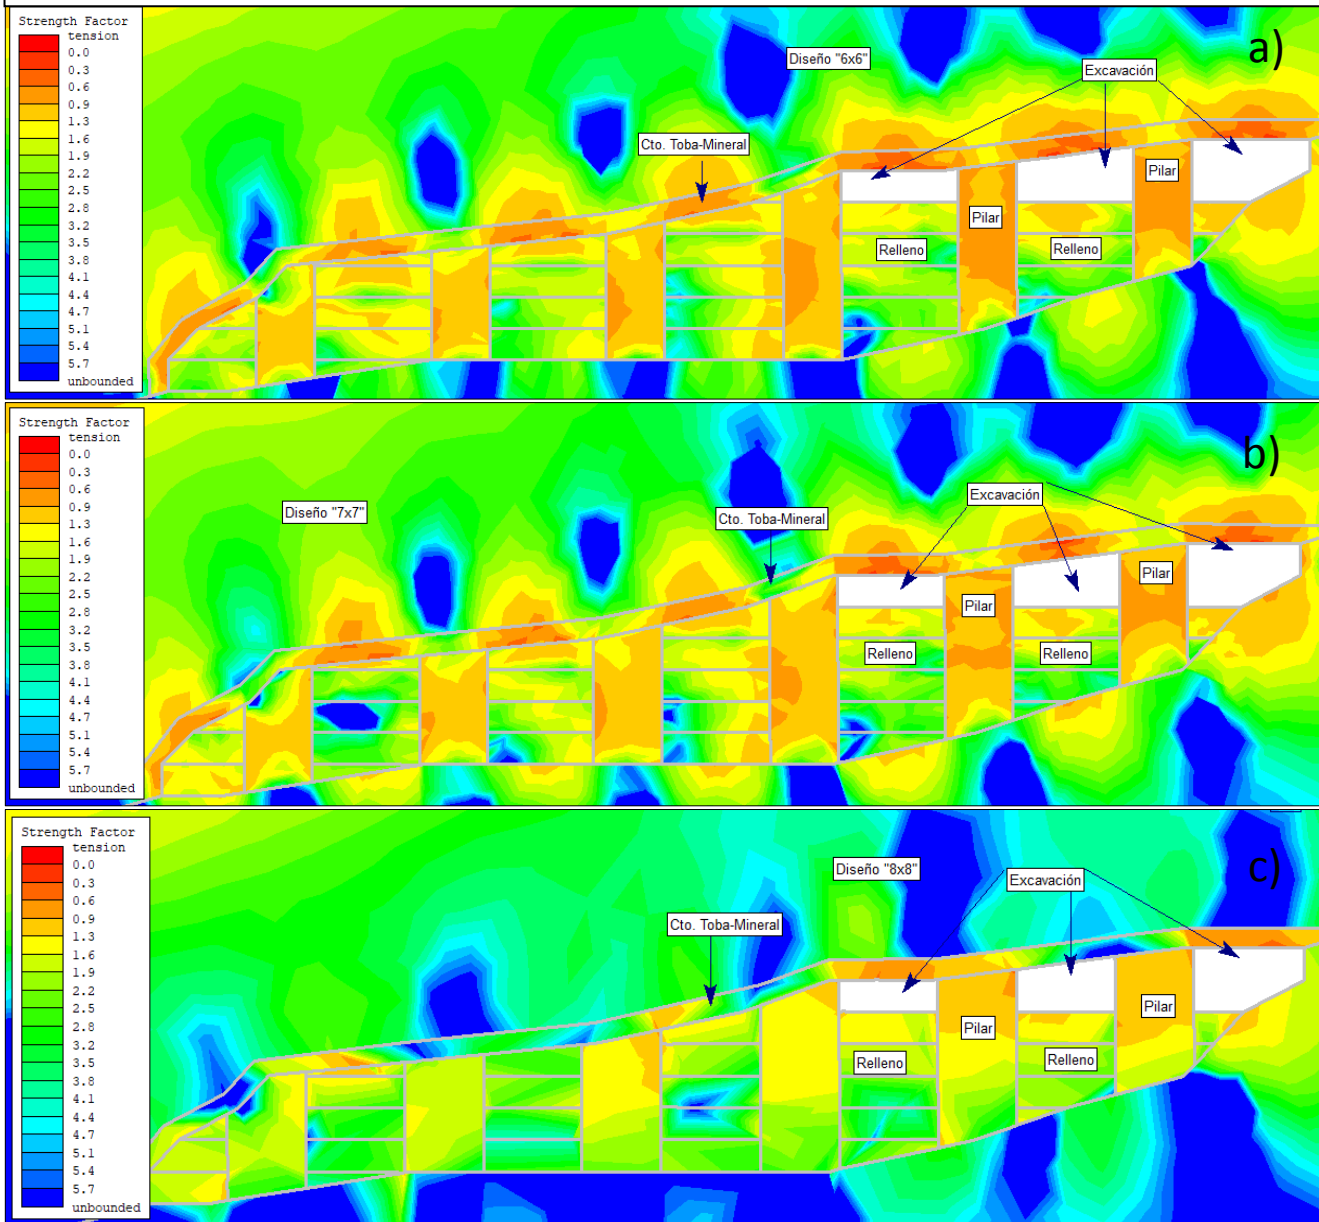 Strength Factor
tension
0.0
0.3
0.6
0.9
1.3
1.6
1.9
2.2
2.5
2.8
3.2
3.5
3.8
4.1
4.4
4.7
5.1
5.4
5.7
unbounded
a)
Diseño "6x6"
Excavación
Cto. Toba-Mineral
Pilar
Pilar
Relleno
Relleno
Strength Factor
tension
0.0
0.3
0.6
0.9
1.3
1.6
1.9
2.2
2.5
2.8
3.2
3.5
3.8
4.1
4.4
4.7
5.1
5.4
5.7
unbounded
b)
Excavación
Diseño "7x7"
Cto. Toba-Mineral
Pilar
Pilar
Relleno
Relleno
Strength Factor
tension
0.0
0.3
0.6
0.9
1.3
1.6
1.9
2.2
2.5
2.8
3.2
3.5
3.8
4.1
4.4
4.7
5.1
5.4
5.7
unbounded
c)
Diseño "8x8"
Excavación
Cto. Toba-Mineral
Pilar
Pilar
Relleno
Relleno